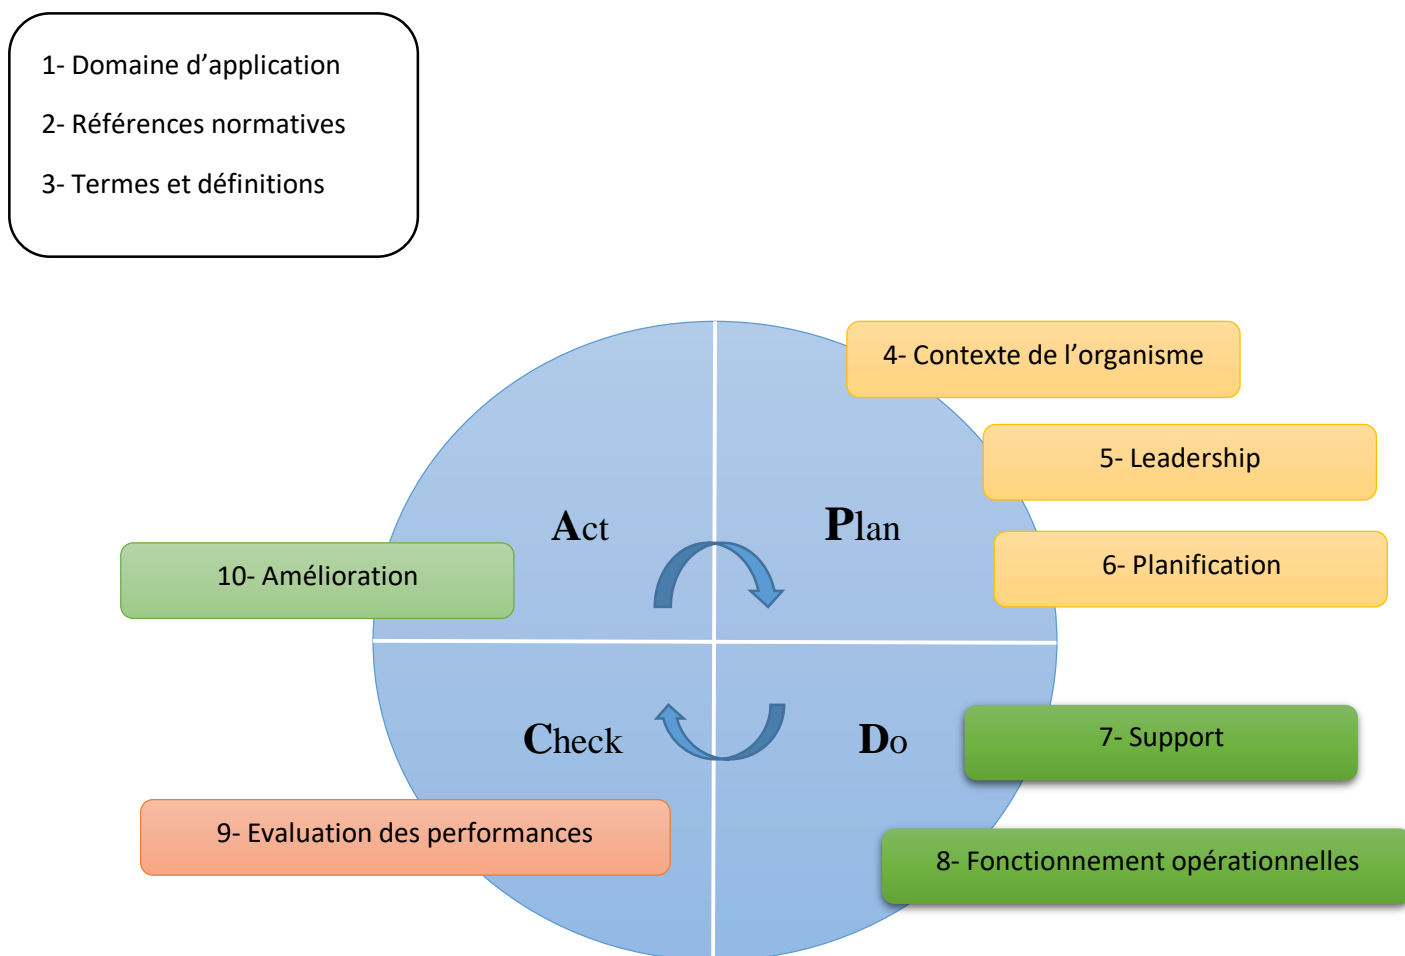 1- Domaine d’application
2- Références normatives
3- Termes et définitions
4- Contexte de l’organisme
5- Leadership
Act
Plan
6- Planification
10- Amélioration
Check
Do
7- Support
9- Evaluation des performances
8- Fonctionnement opérationnelles